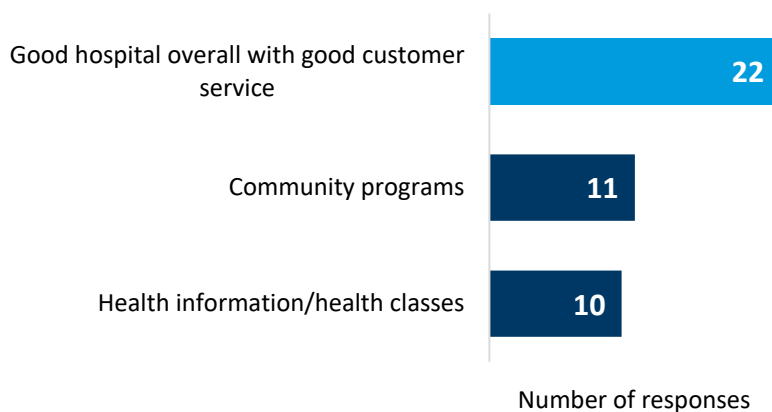 Good hospital overall with good customer
service
22
Community programs
11
Health information/health classes
10
Number of responses